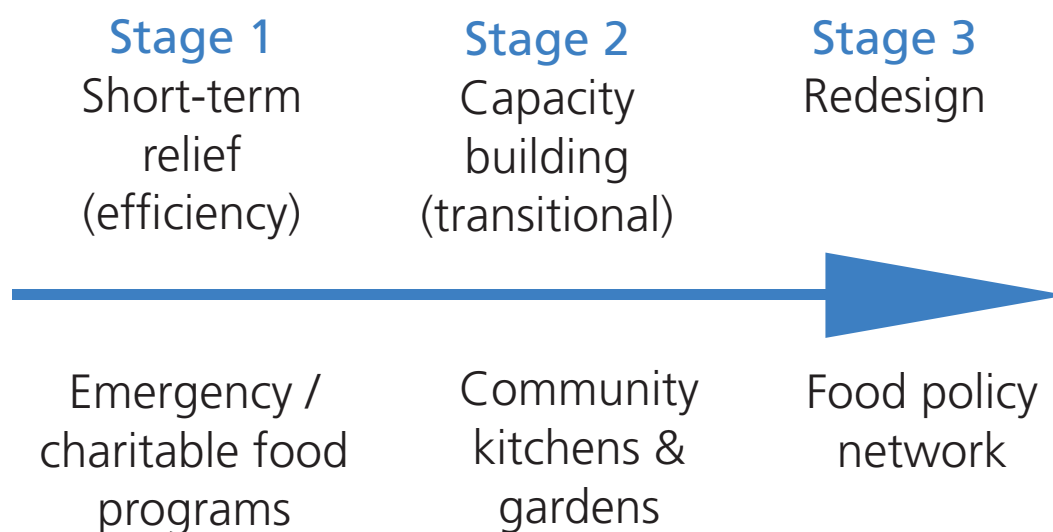 Stage 1
Short-term
relief
(efficiency)
Stage 2
Capacity
building
(transitional)
Stage 3
Redesign
Emergency /
charitable food
programs
Community
kitchens &
gardens
Food policy
network